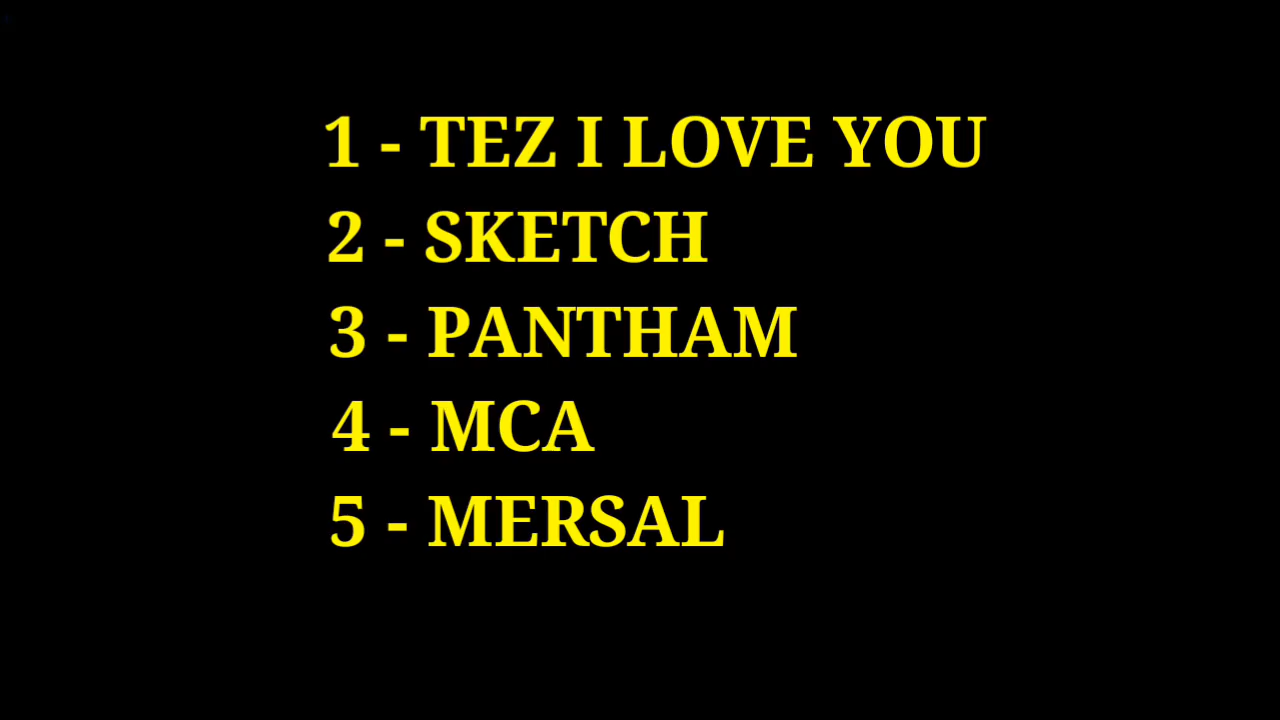 1 - TEZ I LOVE YOU
2 - SKETCH
3 - PANTHAM
4 - MCA
5 - MERSAL